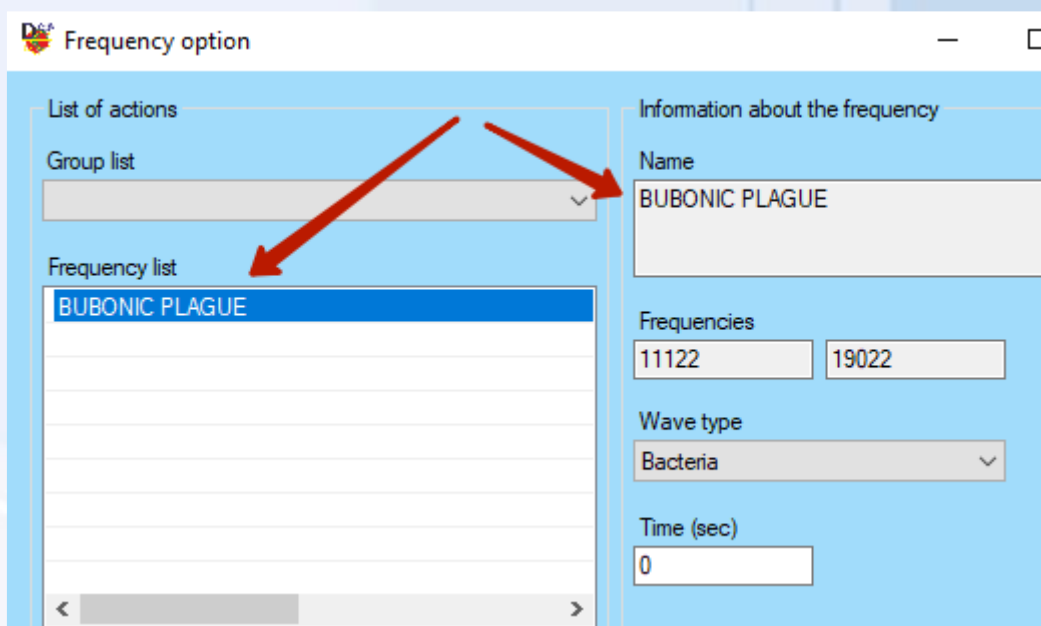 Frequency option
List of actions
Group list
Frequency list
BUBONIC PLAGUE
Information about the frequency
Name
BUBONIC PLAGUE
Frequencies
11122 19022
Wave type
Bacteria
Time (sec)
0